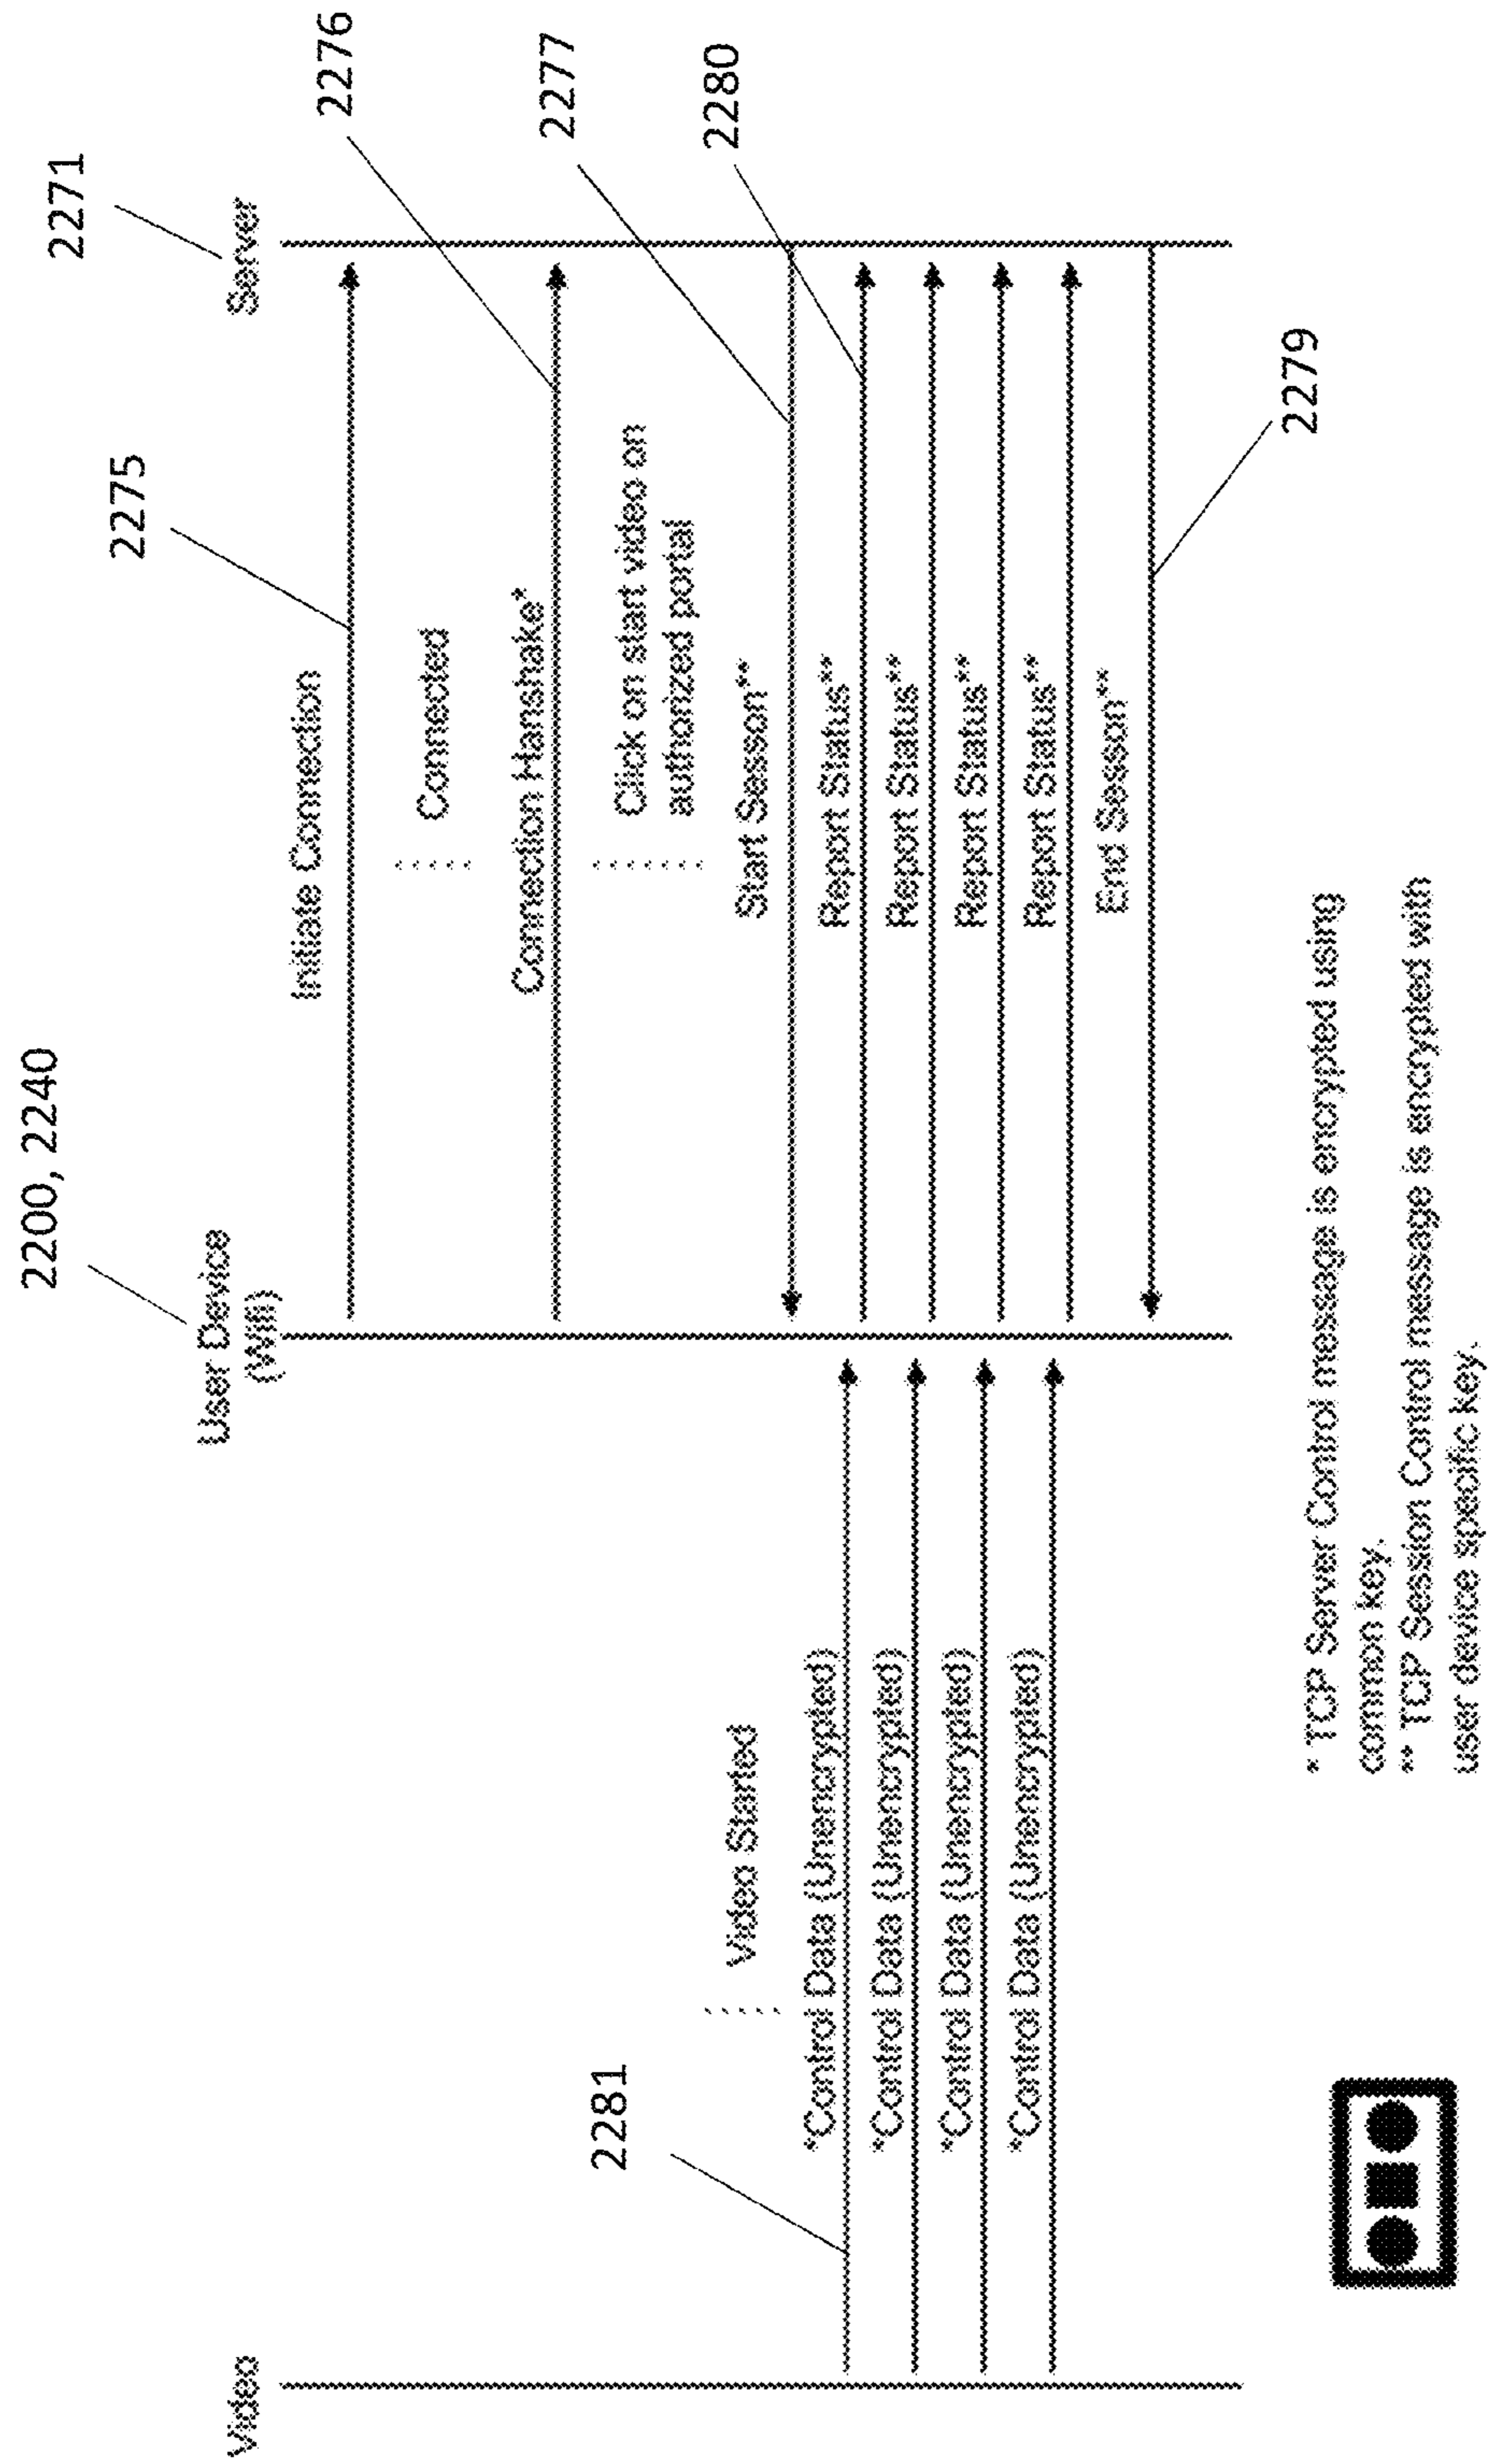 2200, 2240
2271
Video
User Device
(Wifi)
Server
Initiate Connection
2275
Connected
2276
Connection Hanshake*
Click on start video on
authorized portal
2277
Video Started
Start Sesson**
2281
*Control Data (Unencrypted)
Report Status**
2280
*Control Data (Unencrypted)
Report Status**
*Control Data (Unencrypted)
Report Status**
*Control Data (Unencrypted)
Report Status**
End Sesson**
2279
* TCP Server Control message is encrypted using
common key.
** TCP Session Control message is encrypted with
user device specific key.